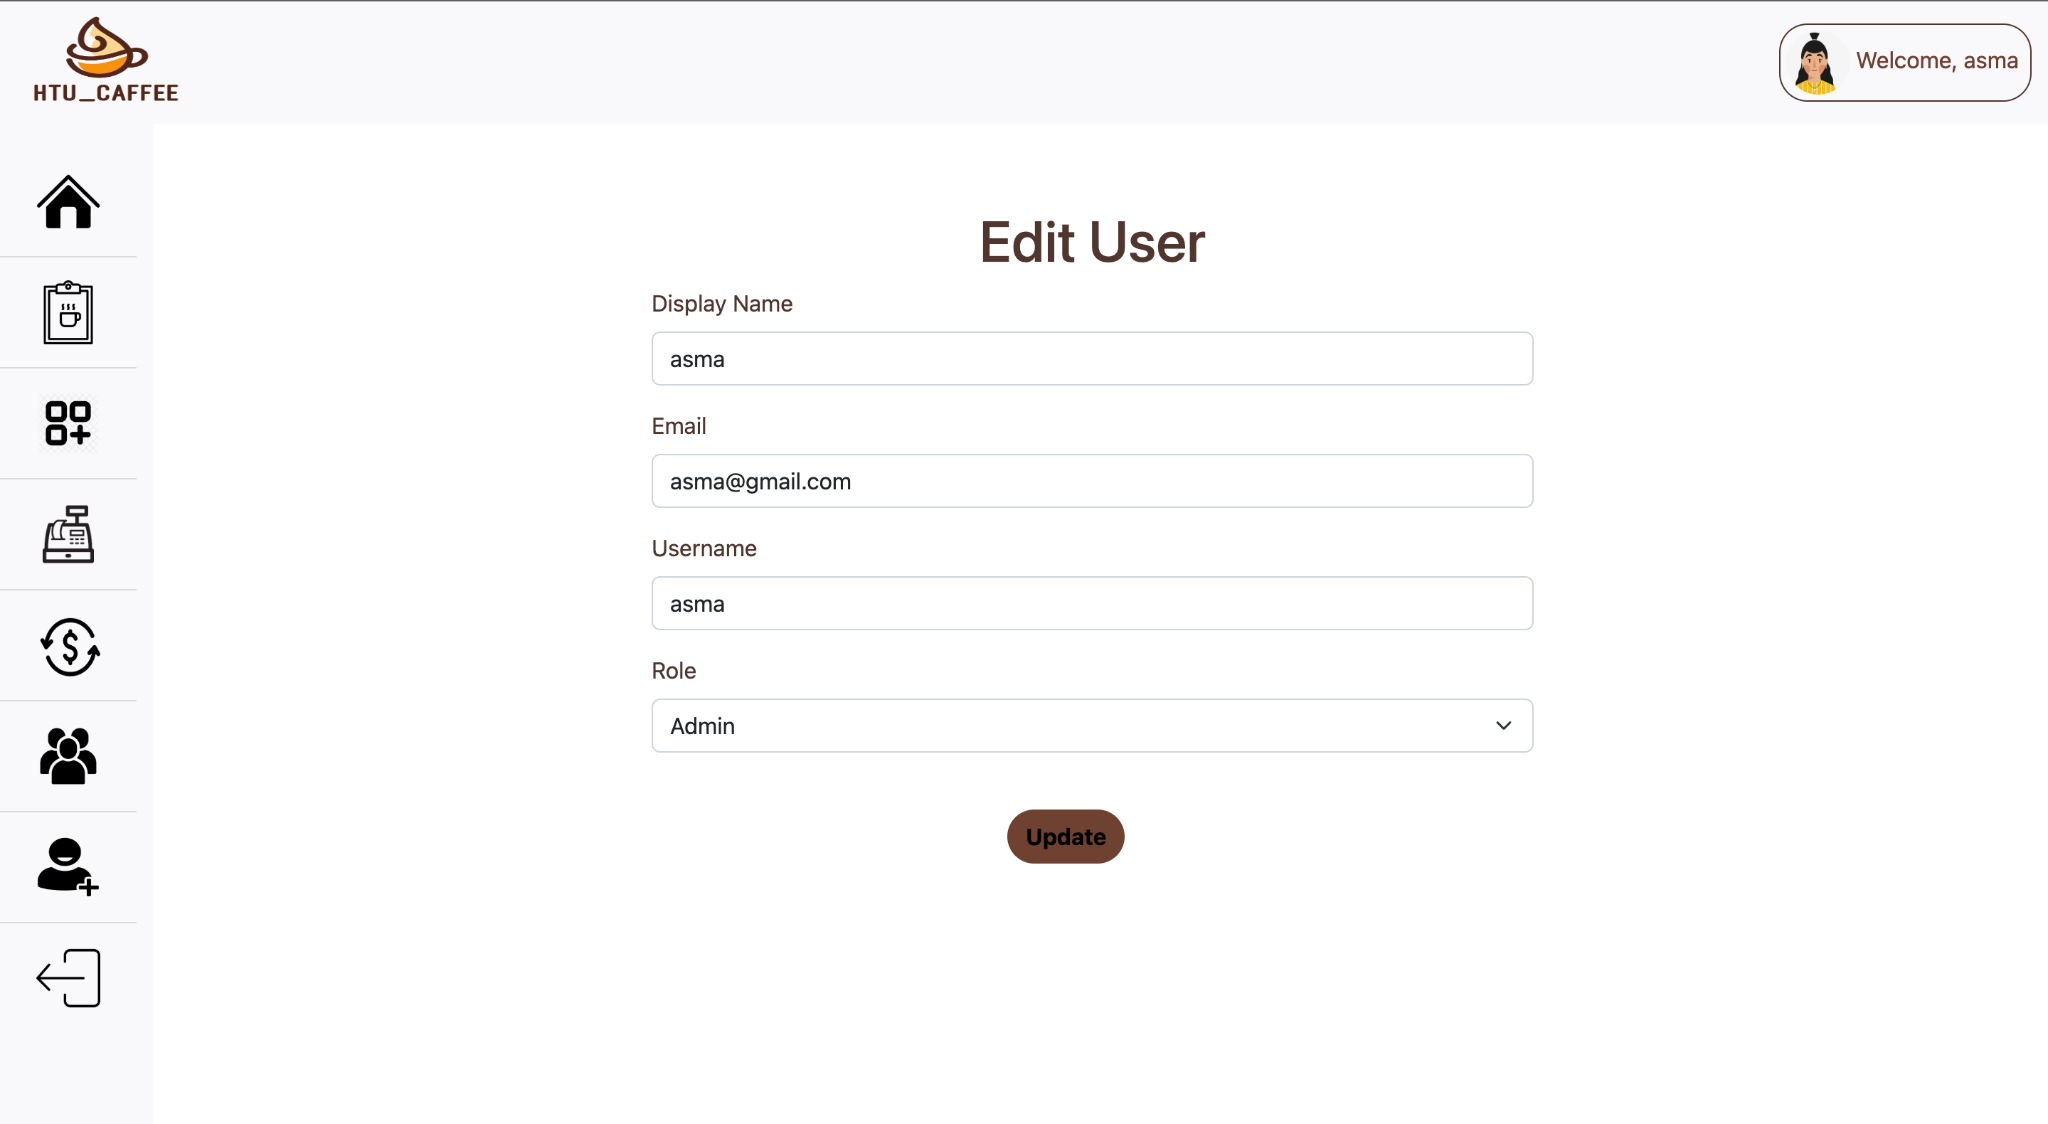 HTU_CAFFEE
Welcome, asma
Edit User
Display Name
asma
Email
asma@gmail.com
Username
asma
Role
Admin
Update